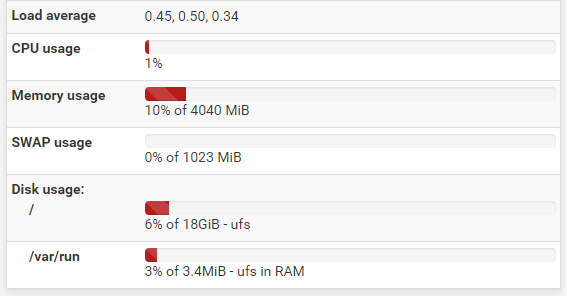 Load average 0.45, 0.50, 0.34
CPU usage
1%
Memory usage
10% of 4040 MiB
SWAP usage
0% of 1023 MiB
Disk usage:
/
6% of 18GiB - ufs
/var/run
3% of 3.4MiB - ufs in RAM